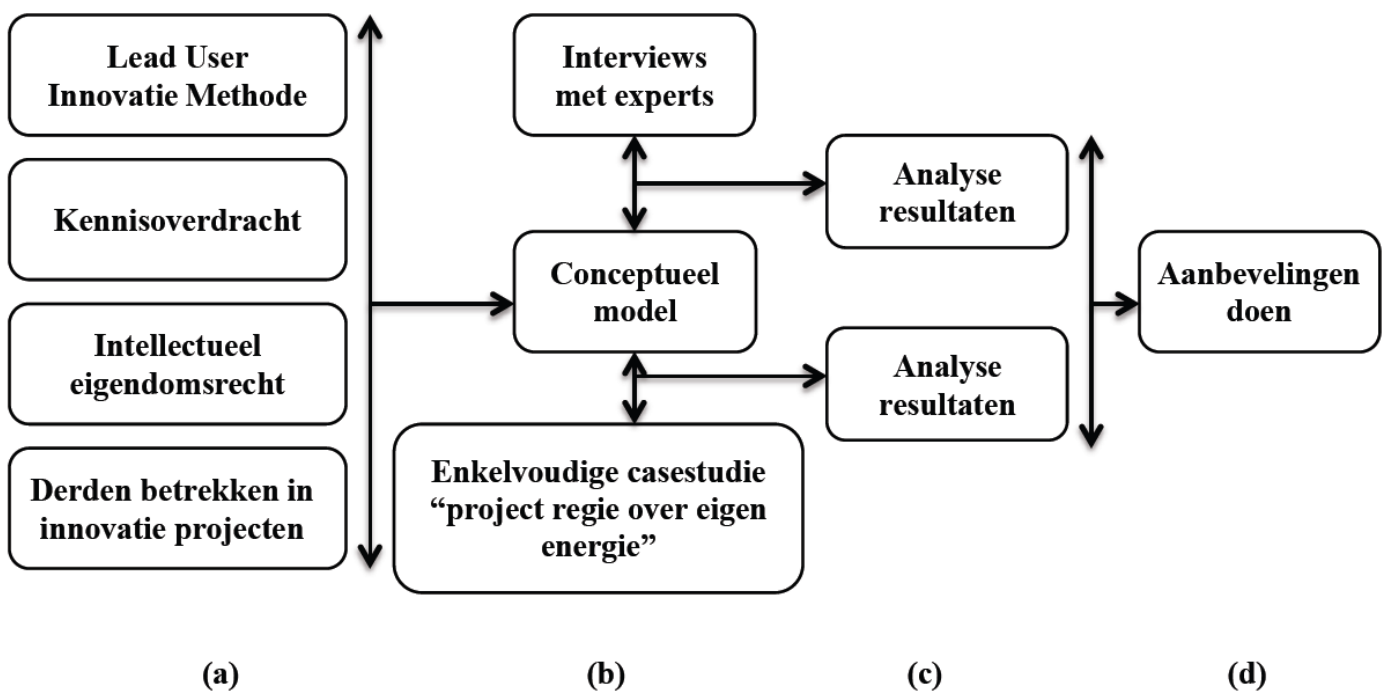 Lead User
Innovatie Methode
Kennisoverdracht
Intellectueel
eigendomsrecht
Derden betrekken in
innovatie projecten
Interviews
met experts
Conceptueel
model
Enkelvoudige casestudie
“project regie over eigen
energie”
Analyse
resultaten
Analyse
resultaten
Aanbevelingen
doen
(a)
(b)
(c)
(d)